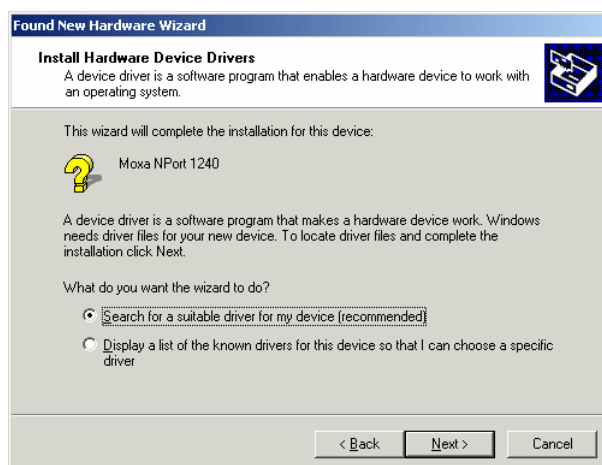 Found New Hardware Wizard
Install Hardware Device Drivers
A device driver is a software program that enables a hardware device to work with
an operating system.
This wizard will complete the installation for this device:
Moxa NPort 1240
A device driver is a software program that makes a hardware device work. Windows
needs driver files for your new device. To locate driver files and complete the
installation click Next.
What do you want the wizard to do?
Search for a suitable driver for my device (recommended)
Display a list of the known drivers for this device so that I can choose a specific
driver
< Back Next > Cancel